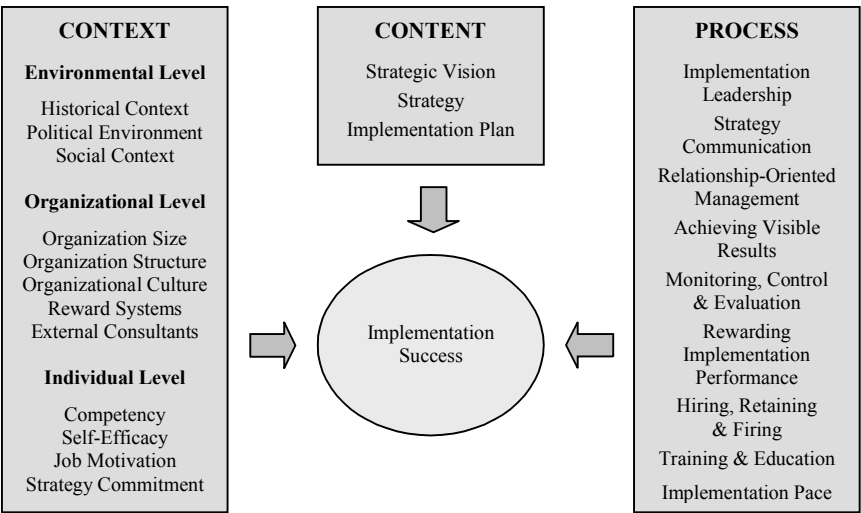 CONTEXT
Environmental Level
Historical Context
Political Environment
Social Context
Organizational Level
Organization Size
Organization Structure
Organizational Culture
Reward Systems
External Consultants
Individual Level
Competency
Self-Efficacy
Job Motivation
Strategy Commitment
CONTENT
Strategic Vision
Strategy
Implementation Plan
Implementation
Success
PROCESS
Implementation
Leadership
Strategy
Communication
Relationship-Oriented
Management
Achieving Visible
Results
Monitoring, Control
& Evaluation
Rewarding
Implementation
Performance
Hiring, Retaining
& Firing
Training & Education
Implementation Pace